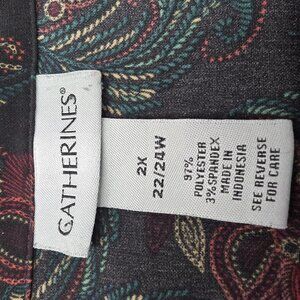 CATHERINES®
2X
22/24W
97%
POLYESTER
3%SPANDEX
MADE IN
INDONESIA
SEE REVERSE
FOR CARE